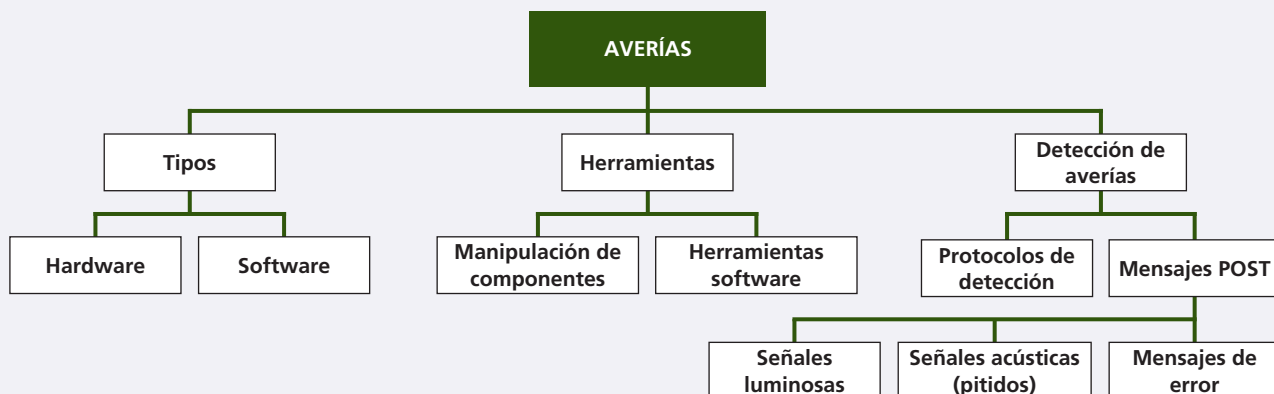 AVERÍAS
Tipos
Herramientas
Detección de
averías
Hardware
Software
Manipulación de
componentes
Herramientas
software
Protocolos de
detección
Mensajes POST
Señales
luminosas
Señales acústicas
(pitidos)
Mensajes de
error